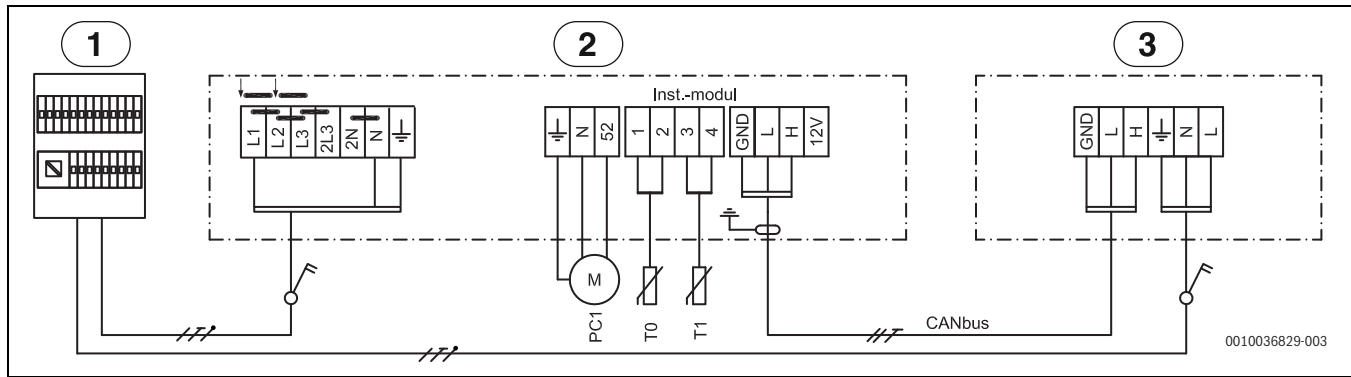 1
2
3
Inst.-modul
L1
L2
L3
2L3
2N
N
N
52
1
2
3
4
GND
L
H
12V
GND
L
H
N
L
M
PC1
T0
T1
CANbus
0010036829-003